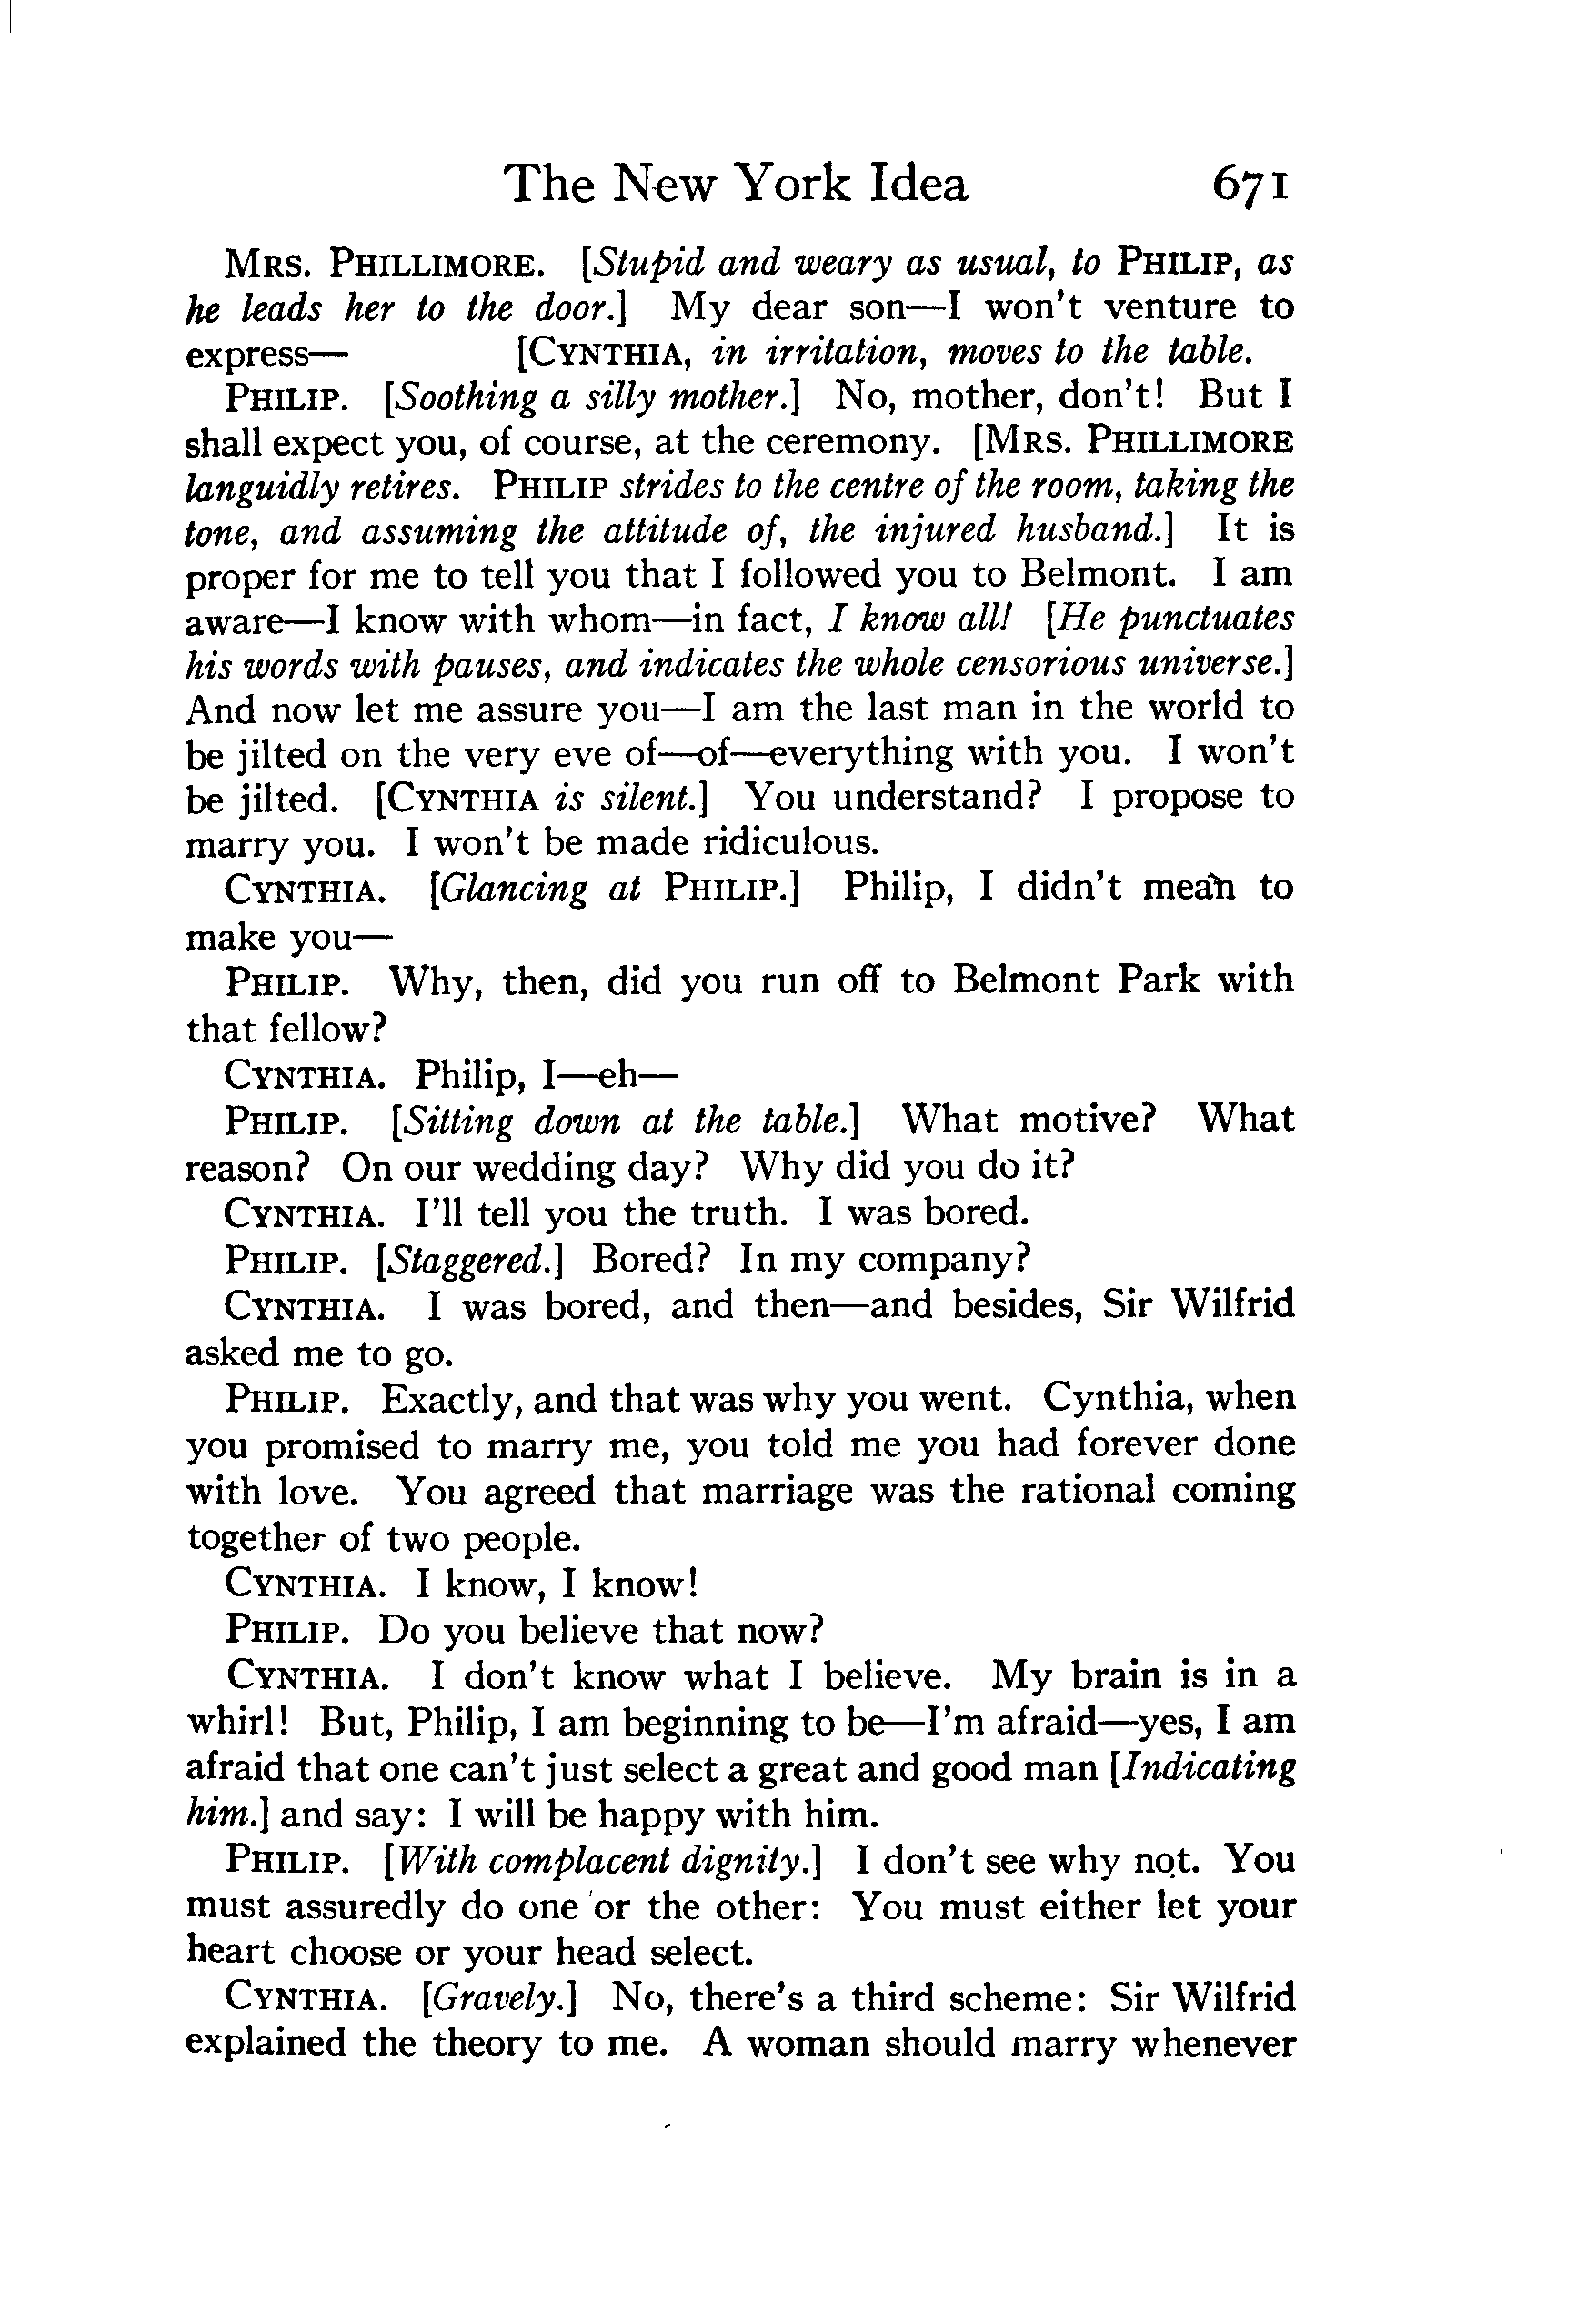 The New York Idea 671
MRS. PHILLIMORE. [Stupid and weary as usual, to PHILIP, as
he leads her to the door.] My dear son—I won't venture to
express— [CYNTHIA, in irritation, moves to the table.
PHILIP. [Soothing a silly mother.] No, mother, don't! But I
shall expect you, of course, at the ceremony. [MRS. PHILLIMORE
languidly retires. PHILIP strides to the centre of the room, taking the
tone, and assuming the attitude of, the injured husband.] It is
proper for me to tell you that I followed you to Belmont. I am
aware—I know with whom—in fact, I know all! [He punctuates
his words with pauses, and indicates the whole censorious universe.]
And now let me assure you—I am the last man in the world to
be jilted on the very eve of—of—everything with you. I won't
be jilted. [CYNTHIA is silent.] You understand? I propose to
marry you. I won't be made ridiculous.
CYNTHIA. [Glancing at PHILIP.] Philip, I didn't mean to
make you—
PHILIP. Why, then, did you run off to Belmont Park with
that fellow?
CYNTHIA. Philip, I—eh—
PHILIP. [Sitting down at the table.] What motive? What
reason? On our wedding day? Why did you do it?
CYNTHIA. I'll tell you the truth. I was bored.
PHILIP. [Staggered.] Bored? In my company?
CYNTHIA. I was bored, and then—and besides, Sir Wilfrid
asked me to go.
PHILIP. Exactly, and that was why you went. Cynthia, when
you promised to marry me, you told me you had forever done
with love. You agreed that marriage was the rational coming
together of two people.
CYNTHIA. I know, I know!
PHILIP. Do you believe that now?
CYNTHIA. I don't know what I believe. My brain is in a
whirl! But, Philip, I am beginning to be—I'm afraid—yes, I am
afraid that one can't just select a great and good man [Indicating
him.] and say: I will be happy with him.
PHILIP. [With complacent dignity.] I don't see why not. You
must assuredly do one or the other: You must either let your
heart choose or your head select.
CYNTHIA. [Gravely.] No, there's a third scheme: Sir Wilfrid
explained the theory to me. A woman should marry whenever